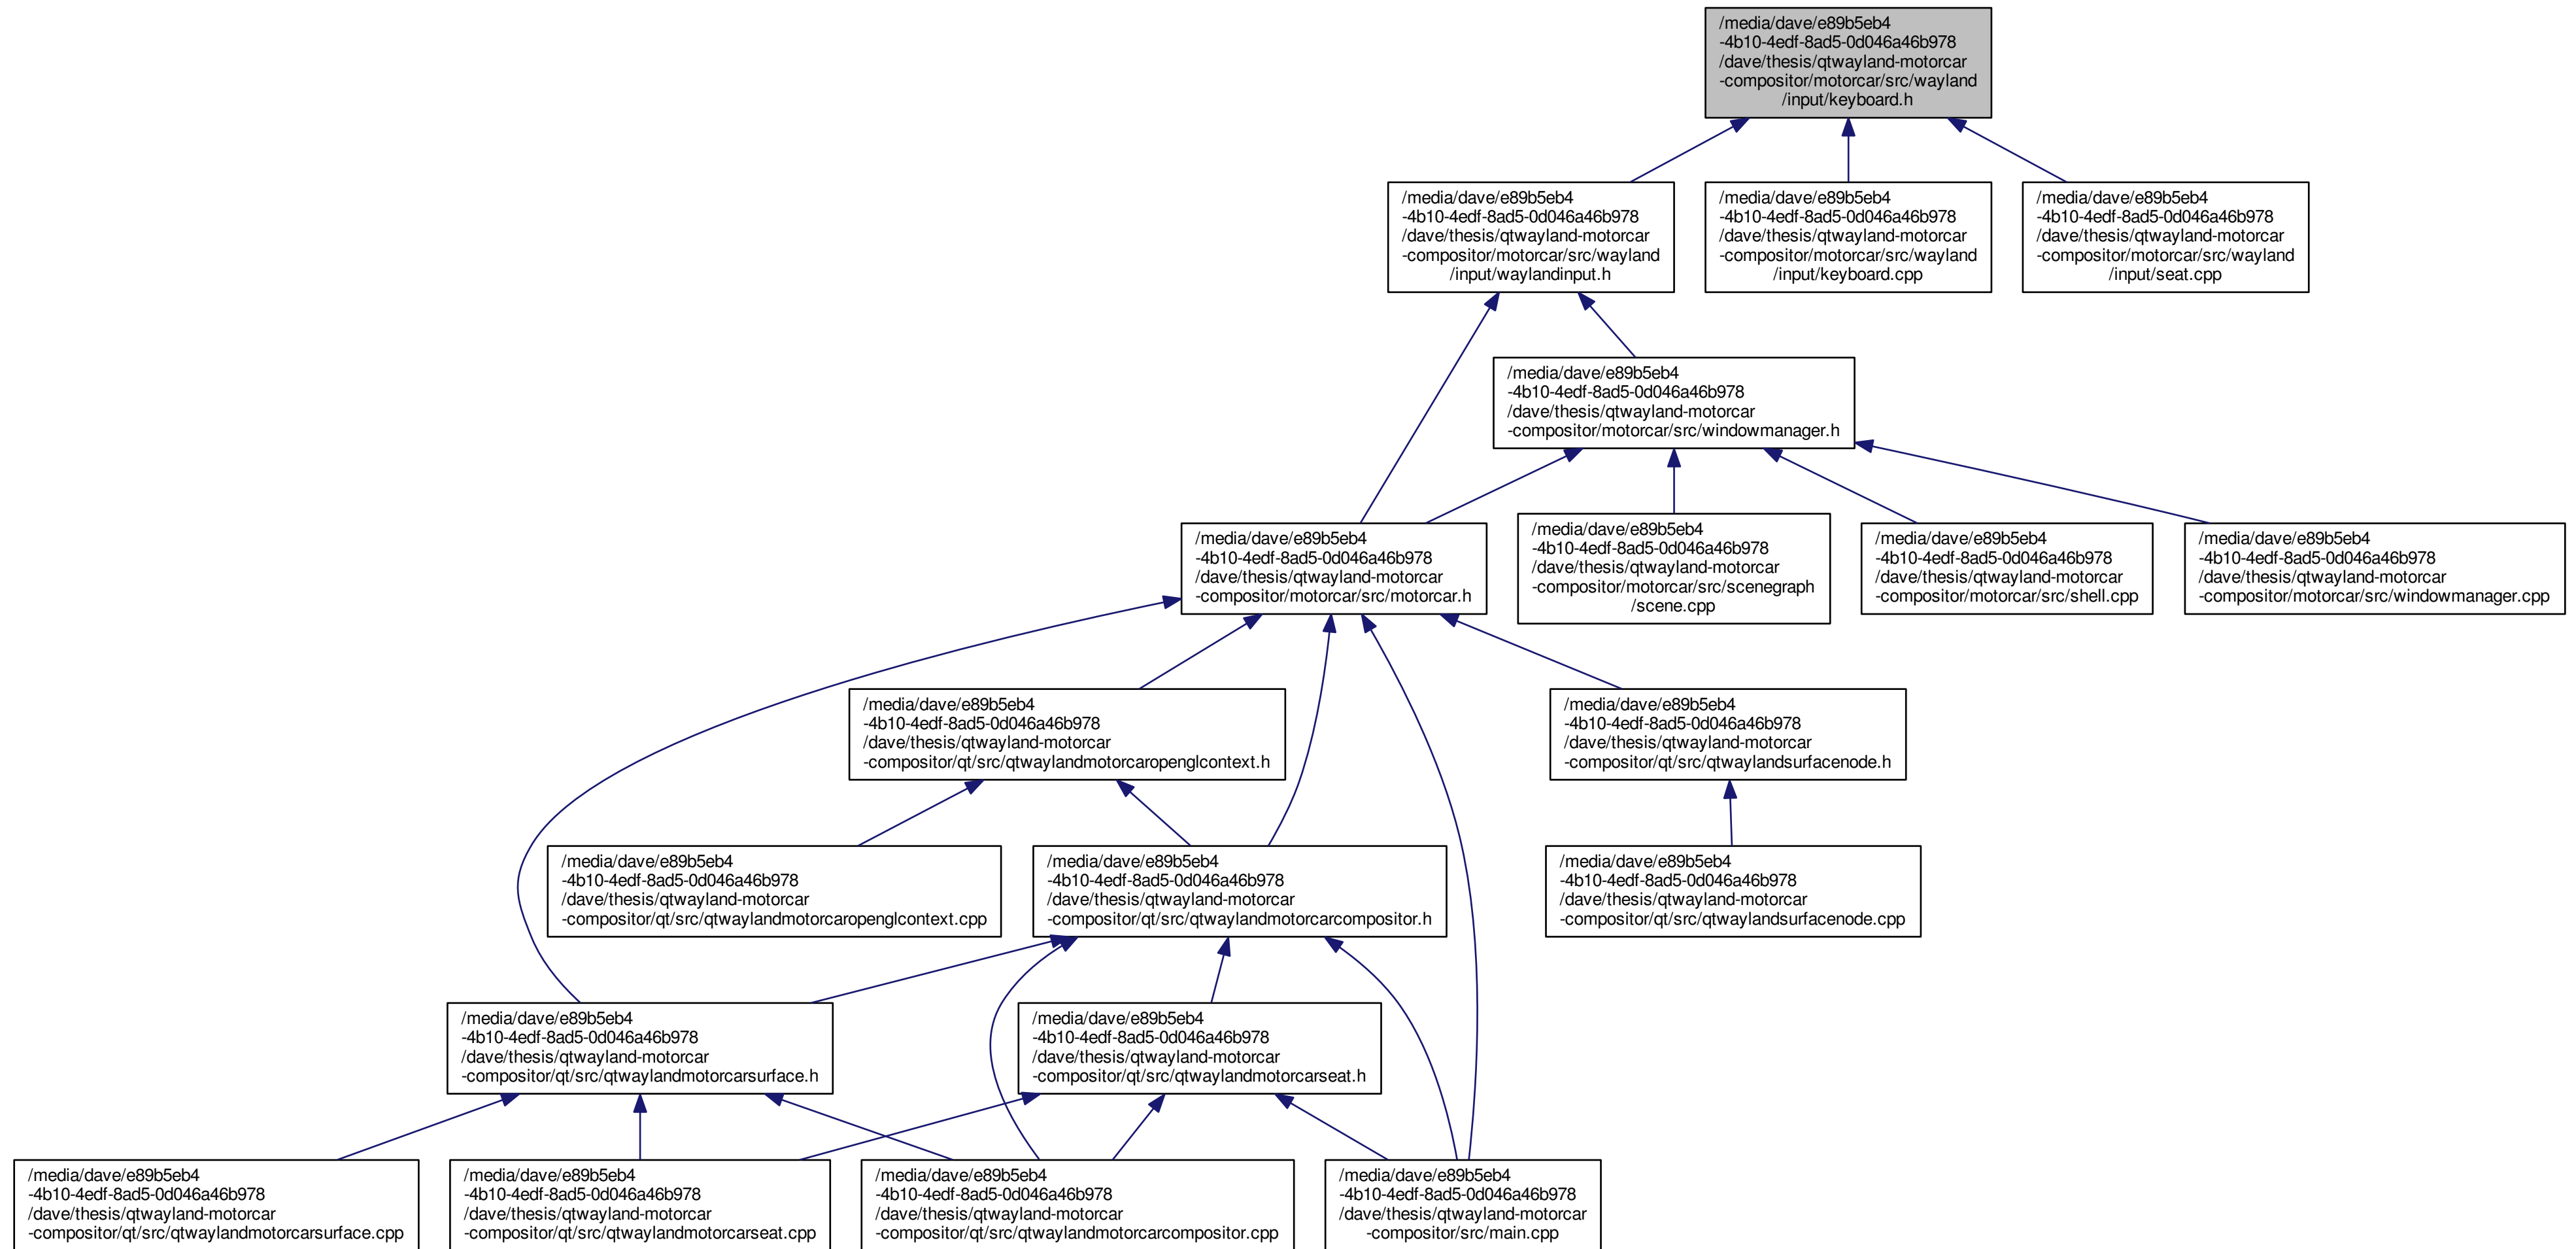 /media/dave/e89b5eb4
-4b10-4edf-8ad5-0d046a46b978
/dave/thesis/qtwayland-motorcar
-compositor/motorcar/src/wayland
/input/keyboard.h
/media/dave/e89b5eb4
-4b10-4edf-8ad5-0d046a46b978
/dave/thesis/qtwayland-motorcar
-compositor/motorcar/src/wayland
/input/waylandinput.h
/media/dave/e89b5eb4
-4b10-4edf-8ad5-0d046a46b978
/dave/thesis/qtwayland-motorcar
-compositor/motorcar/src/wayland
/input/keyboard.cpp
/media/dave/e89b5eb4
-4b10-4edf-8ad5-0d046a46b978
/dave/thesis/qtwayland-motorcar
-compositor/motorcar/src/wayland
/input/seat.cpp
/media/dave/e89b5eb4
-4b10-4edf-8ad5-0d046a46b978
/dave/thesis/qtwayland-motorcar
-compositor/motorcar/src/windowmanager.h
/media/dave/e89b5eb4
-4b10-4edf-8ad5-0d046a46b978
/dave/thesis/qtwayland-motorcar
-compositor/motorcar/src/motorcar.h
/media/dave/e89b5eb4
-4b10-4edf-8ad5-0d046a46b978
/dave/thesis/qtwayland-motorcar
-compositor/motorcar/src/scenegraph
/scene.cpp
/media/dave/e89b5eb4
-4b10-4edf-8ad5-0d046a46b978
/dave/thesis/qtwayland-motorcar
-compositor/motorcar/src/shell.cpp
/media/dave/e89b5eb4
-4b10-4edf-8ad5-0d046a46b978
/dave/thesis/qtwayland-motorcar
-compositor/motorcar/src/windowmanager.cpp
/media/dave/e89b5eb4
-4b10-4edf-8ad5-0d046a46b978
/dave/thesis/qtwayland-motorcar
-compositor/qt/src/qtwaylandmotorcaropenglcontext.h
/media/dave/e89b5eb4
-4b10-4edf-8ad5-0d046a46b978
/dave/thesis/qtwayland-motorcar
-compositor/qt/src/qtwaylandsurfacenode.h
/media/dave/e89b5eb4
-4b10-4edf-8ad5-0d046a46b978
/dave/thesis/qtwayland-motorcar
-compositor/qt/src/qtwaylandmotorcaropenglcontext.cpp
/media/dave/e89b5eb4
-4b10-4edf-8ad5-0d046a46b978
/dave/thesis/qtwayland-motorcar
-compositor/qt/src/qtwaylandmotorcarcompositor.h
/media/dave/e89b5eb4
-4b10-4edf-8ad5-0d046a46b978
/dave/thesis/qtwayland-motorcar
-compositor/qt/src/qtwaylandsurfacenode.cpp
/media/dave/e89b5eb4
-4b10-4edf-8ad5-0d046a46b978
/dave/thesis/qtwayland-motorcar
-compositor/qt/src/qtwaylandmotorcarsurface.h
/media/dave/e89b5eb4
-4b10-4edf-8ad5-0d046a46b978
/dave/thesis/qtwayland-motorcar
-compositor/qt/src/qtwaylandmotorcarseat.h
/media/dave/e89b5eb4
-4b10-4edf-8ad5-0d046a46b978
/dave/thesis/qtwayland-motorcar
-compositor/qt/src/qtwaylandmotorcarsurface.cpp
/media/dave/e89b5eb4
-4b10-4edf-8ad5-0d046a46b978
/dave/thesis/qtwayland-motorcar
-compositor/qt/src/qtwaylandmotorcarseat.cpp
/media/dave/e89b5eb4
-4b10-4edf-8ad5-0d046a46b978
/dave/thesis/qtwayland-motorcar
-compositor/qt/src/qtwaylandmotorcarcompositor.cpp
/media/dave/e89b5eb4
-4b10-4edf-8ad5-0d046a46b978
/dave/thesis/qtwayland-motorcar
-compositor/src/main.cpp